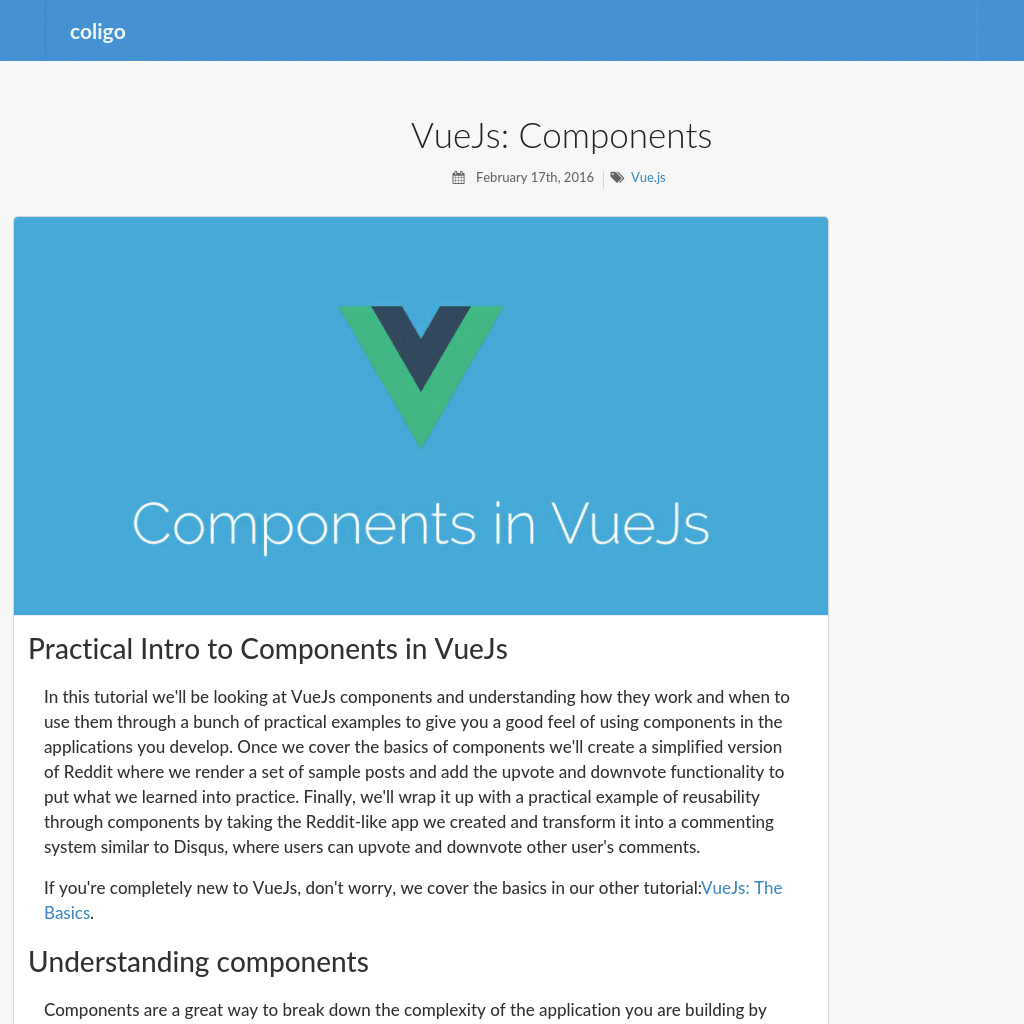 coligo
VueJs: Components
February 17th, 2016 Vue.js
Components in VueJs
Practical Intro to Components in VueJs
In this tutorial we'll be looking at VueJs components and understanding how they work and when to
use them through a bunch of practical examples to give you a good feel of using components in the
applications you develop. Once we cover the basics of components we'll create a simplified version
of Reddit where we render a set of sample posts and add the upvote and downvote functionality to
put what we learned into practice. Finally, we'll wrap it up with a practical example of reusability
through components by taking the Reddit-like app we created and transform it into a commenting
system similar to Disqus, where users can upvote and downvote other user's comments.
If you're completely new to VueJs, don't worry, we cover the basics in our other tutorial:VueJs: The
Basics.
Understanding components
Components are a great way to break down the complexity of the application you are building by